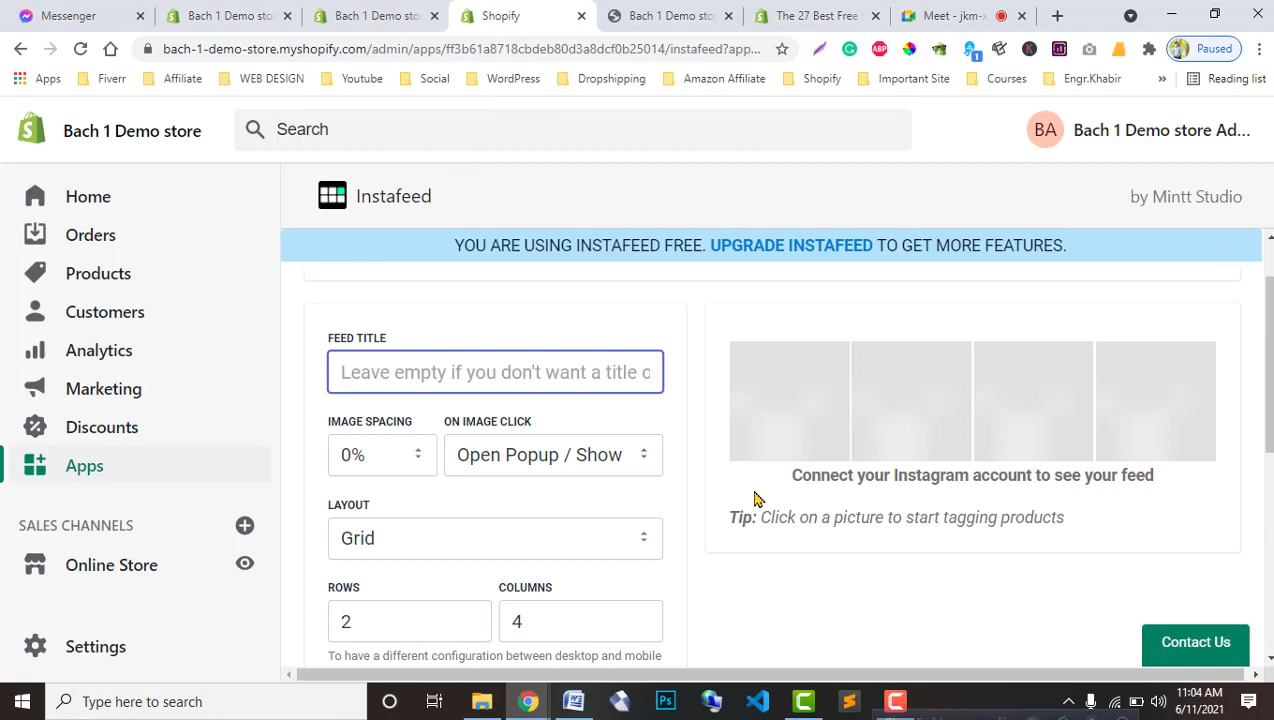 Messenger
Bach 1 Demo store
Bach 1 Demo store
Shopify
Bach 1 Demo sto
The 27 Best Free
Meet - jkm-x
bach-1-demo-store.myshopify.com/admin/apps/ff3b61a8718cbdeb80d3a8dcf0b25014/instafeed?app...
ABP
1
K
Paused
Apps
Fiverr
Affiliate
WEB DESIGN
Youtube
Social
WordPress
Dropshipping
Amazon Affiliate
Shopify
Important Site
Courses
Engr.Khabir
»
Reading list
Bach 1 Demo store
Search
BA
Bach 1 Demo store Ad...
Home
Orders
Products
Customers
Analytics
Marketing
Discounts
Apps
SALES CHANNELS
Online Store
Settings
Instafeed
by Mintt Studio
YOU ARE USING INSTAFEED FREE. UPGRADE INSTAFEED TO GET MORE FEATURES.
FEED TITLE
Leave empty if you don't want a title o
IMAGE SPACING
ON IMAGE CLICK
0%
Open Popup / Show
LAYOUT
Grid
ROWS
COLUMNS
2
4
To have a different configuration between desktop and mobile
Connect your Instagram account to see your feed
Tip: Click on a picture to start tagging products
Contact Us
Type here to search
Ps
11:04 AM
6/11/2021